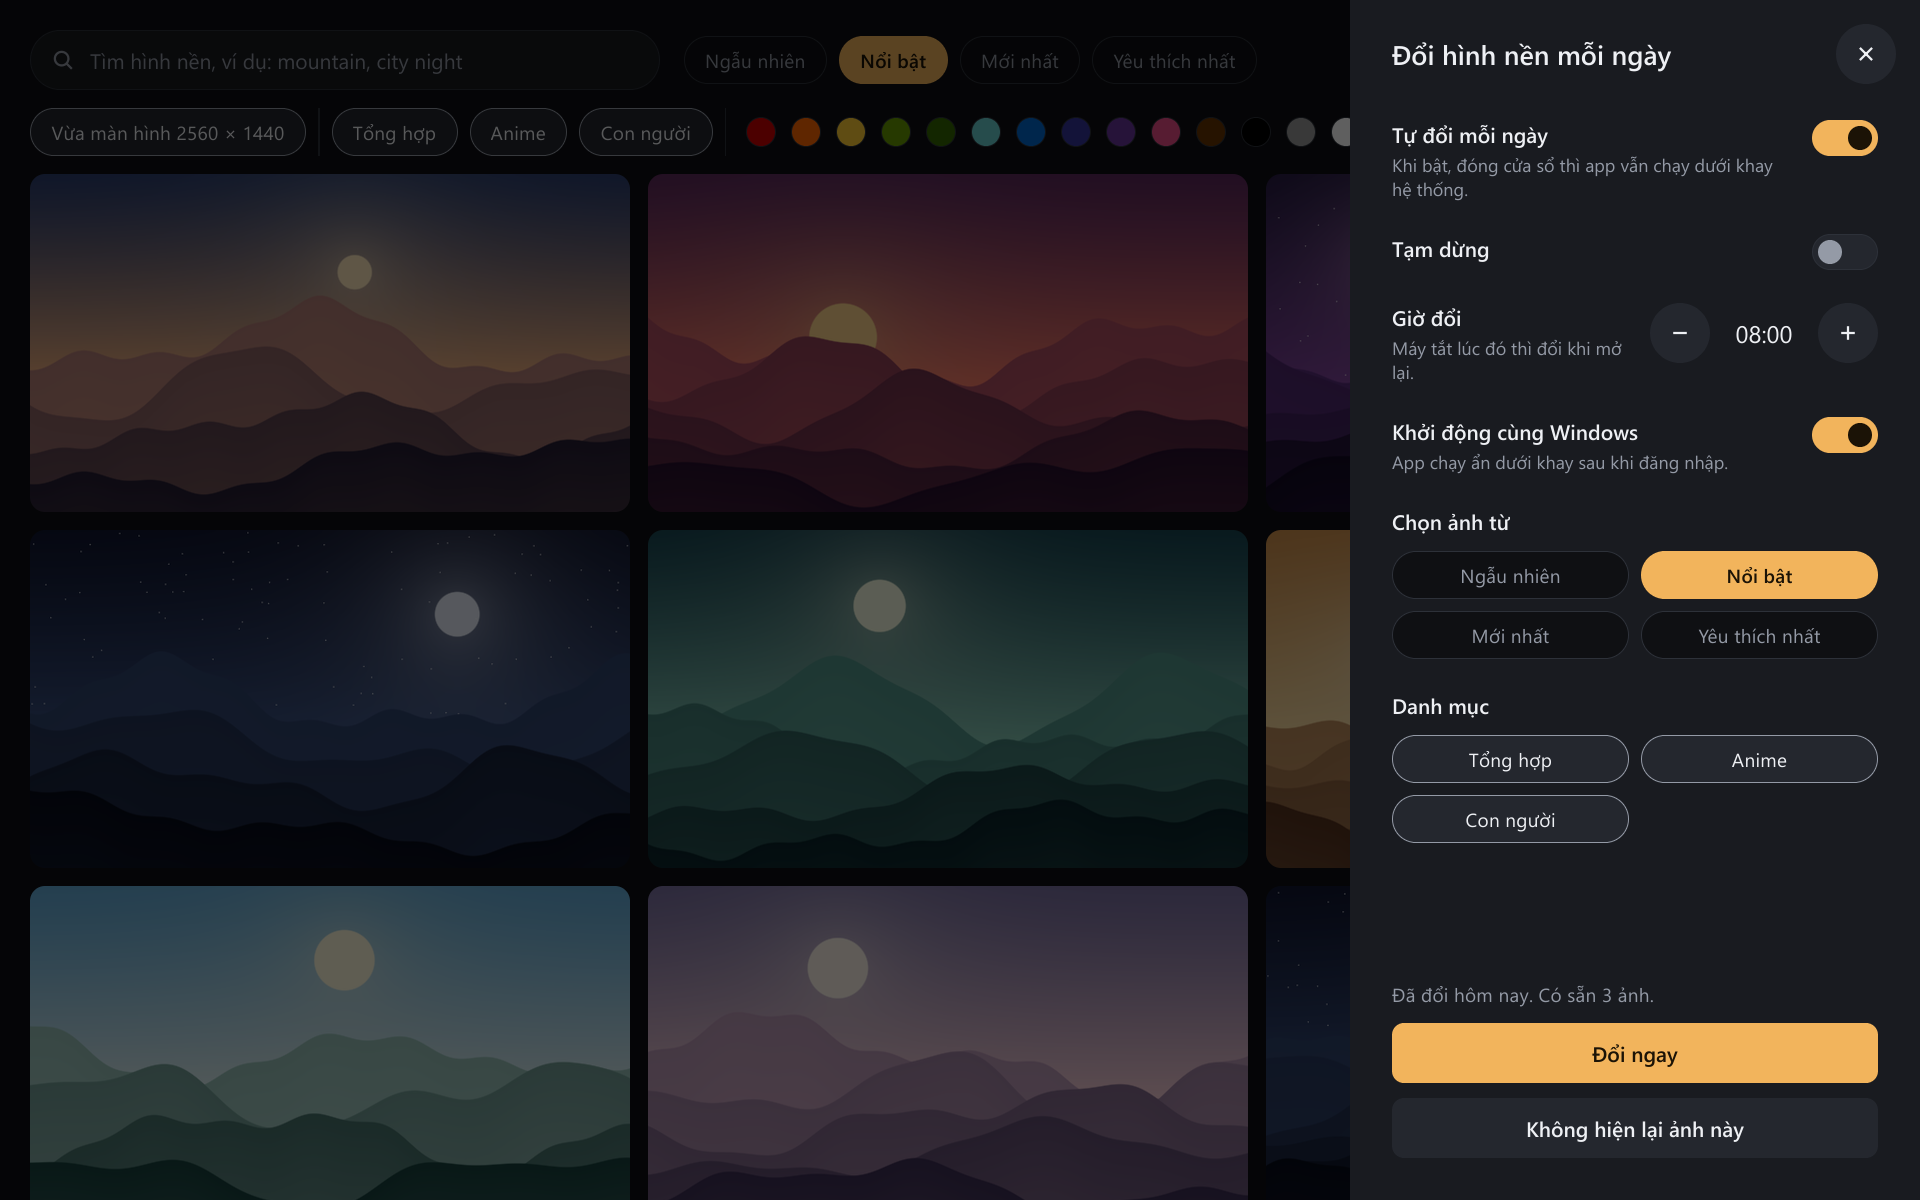 Tìm hình nền, ví dụ: mountain, city night
Ngẫu nhiên
Nổi bật
Mới nhất
Yêu thích nhất
Vừa màn hình 2560 × 1440
Tổng hợp
Anime
Con người
Đổi hình nền mỗi ngày
Tự đổi mỗi ngày
Khi bật, đóng cửa sổ thì app vẫn chạy dưới khay
hệ thống.
Tạm dừng
Giờ đổi
Máy tắt lúc đó thì đổi khi mở
lại.
08:00
Khởi động cùng Windows
App chạy ẩn dưới khay sau khi đăng nhập.
Chọn ảnh từ
Ngẫu nhiên
Nổi bật
Mới nhất
Yêu thích nhất
Danh mục
Tổng hợp
Anime
Con người
Đã đổi hôm nay. Có sẵn 3 ảnh.
Đổi ngay
Không hiện lại ảnh này